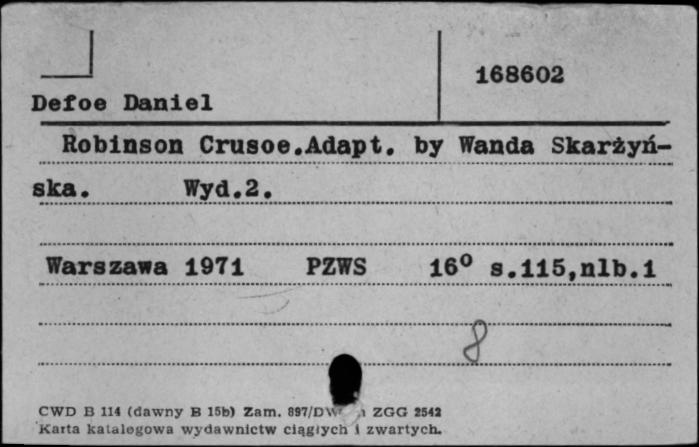 168602
Defoe Daniel
Robinson Crusoe.Adapt. by Wanda Skarżyń-
ska. Wyd.2.
Warszawa 1971 PZWS 16° s.115,nlb.1
8
CWD B 114 (dawny B 15b) Zam. 897/DW ZGG 2542
Karta katalogowa wydawnictw ciągłych i zwartych.